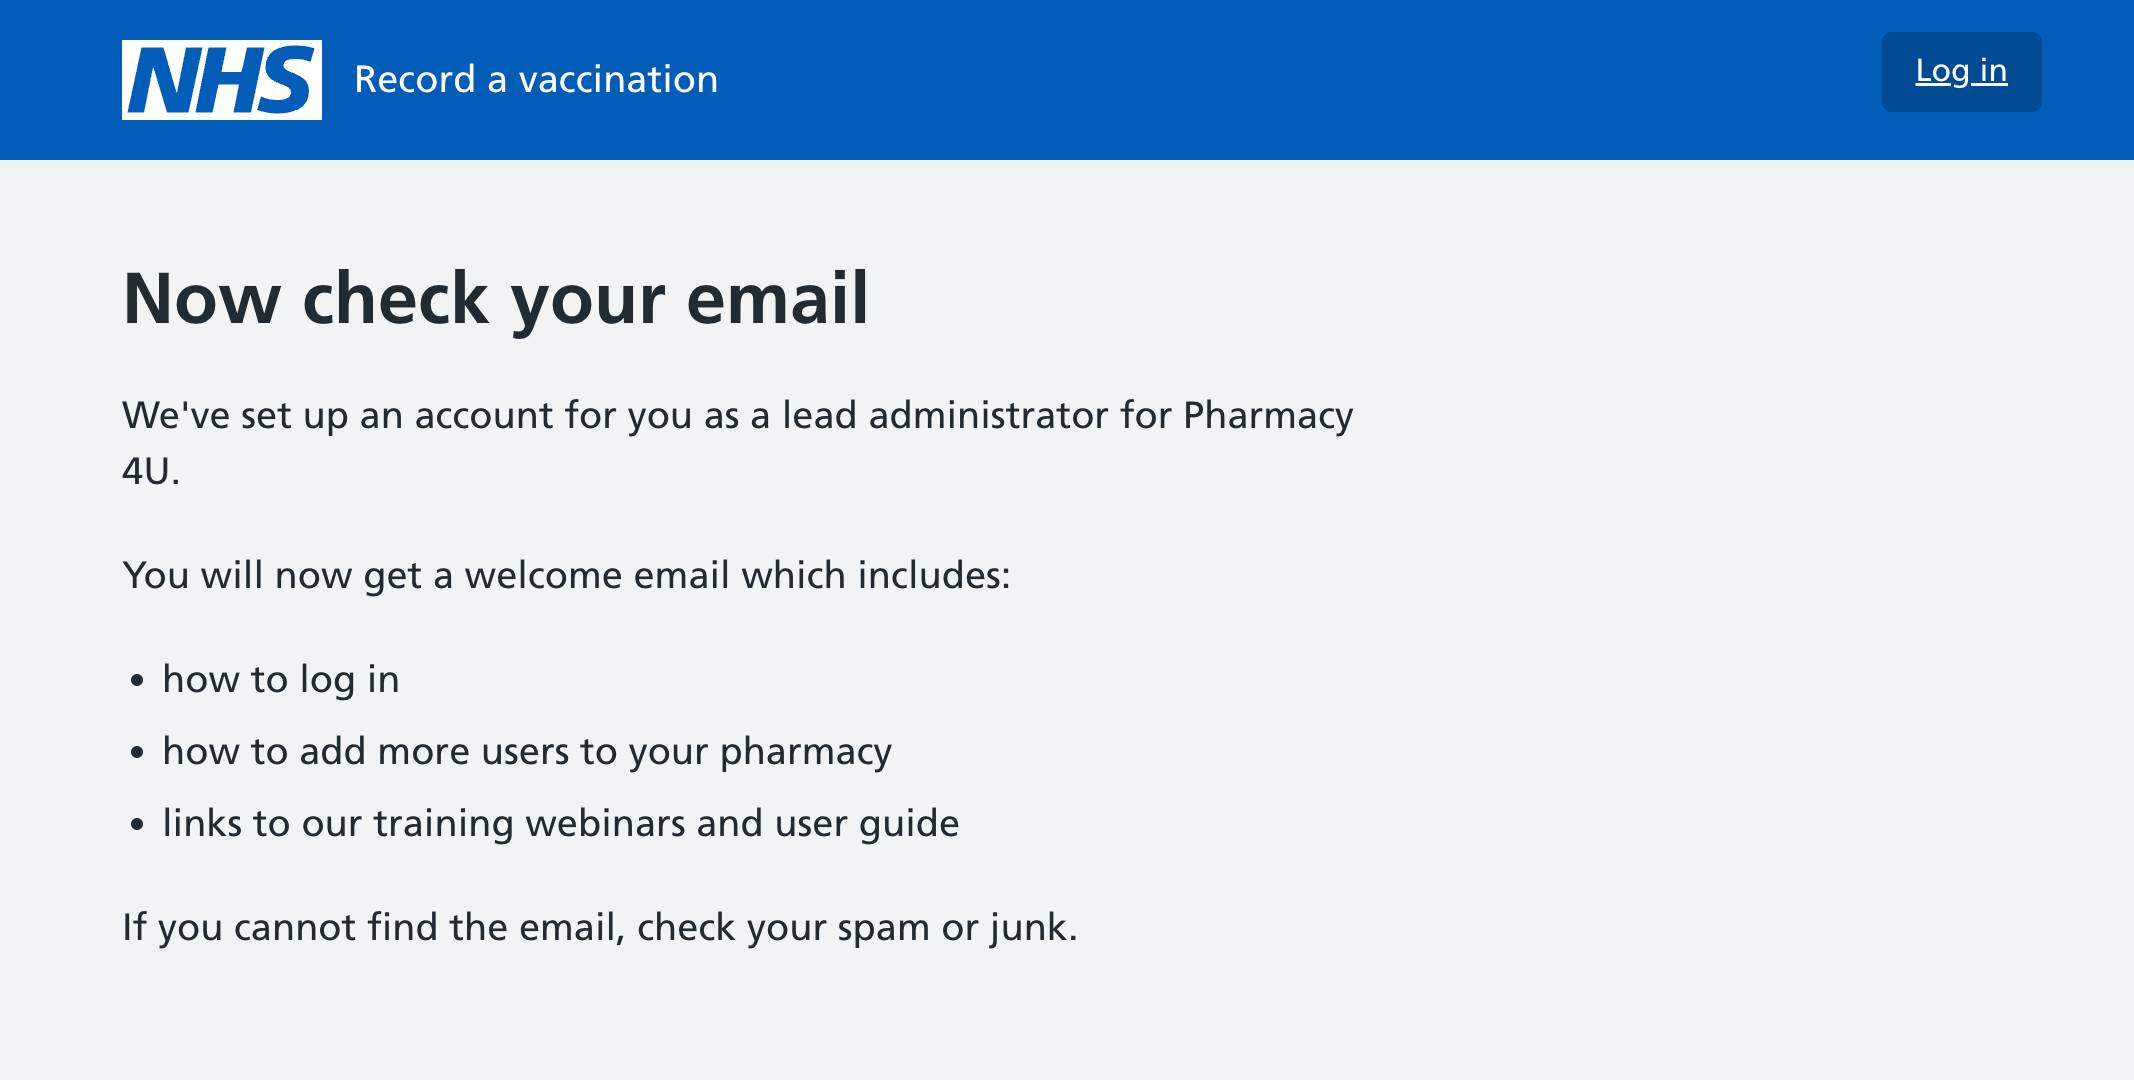 NHS Record a vaccination
Log in
Now check your email
We've set up an account for you as a lead administrator for Pharmacy
4U.
You will now get a welcome email which includes:
• how to log in
• how to add more users to your pharmacy
• links to our training webinars and user guide
If you cannot find the email, check your spam or junk.